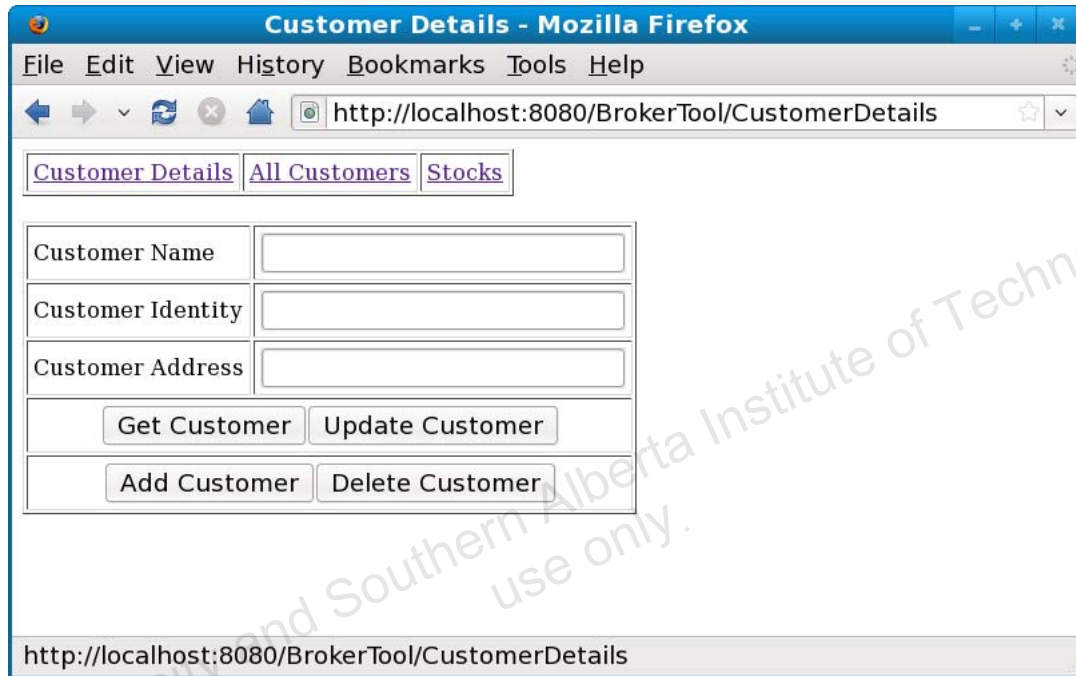 Customer Details - Mozilla Firefox
File Edit View History Bookmarks Tools Help
http://localhost:8080/BrokerTool/CustomerDetails
Customer Details All Customers Stocks
Customer Name
Customer Identity
Customer Address
Get Customer Update Customer
Add Customer Delete Customer
and Southern Alberta Institute of
use only.
http://localhost:8080/BrokerTool/CustomerDetails